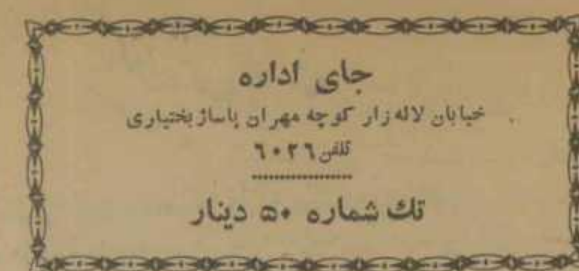 جای اداره
خیابان لاله زار کوچه مهران پاساژ بختیاری
تلفن ۶۰۲۶
تك شماره ۵۰ دینار